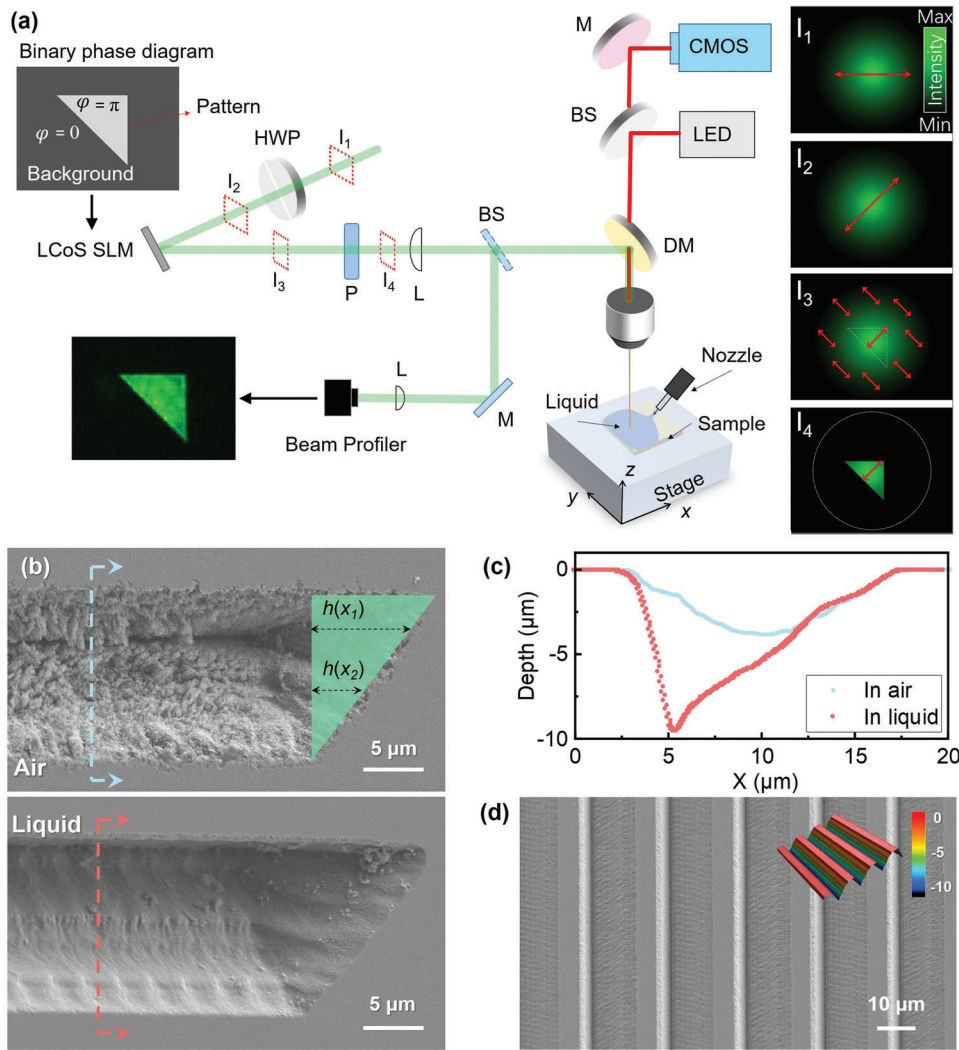 (a)
Binary phase diagram
φ = π
φ = 0
Pattern
Background
LCoS SLM
HWP
I1
I2
I3
P
I4
L
BS
M
CMOS
BS
LED
DM
Nozzle
Liquid
Sample
Stage
z
y
x
L
M
Beam Profiler
I1
Max
Intensity
Min
I2
I3
I4
(b)
h(x1)
h(x2)
Air
5 μm
Liquid
5 μm
(c)
0
-5
-10
Depth (μm)
In air
In liquid
0 5 10 15 20
X (μm)
(d)
0
-5
-10
10 μm